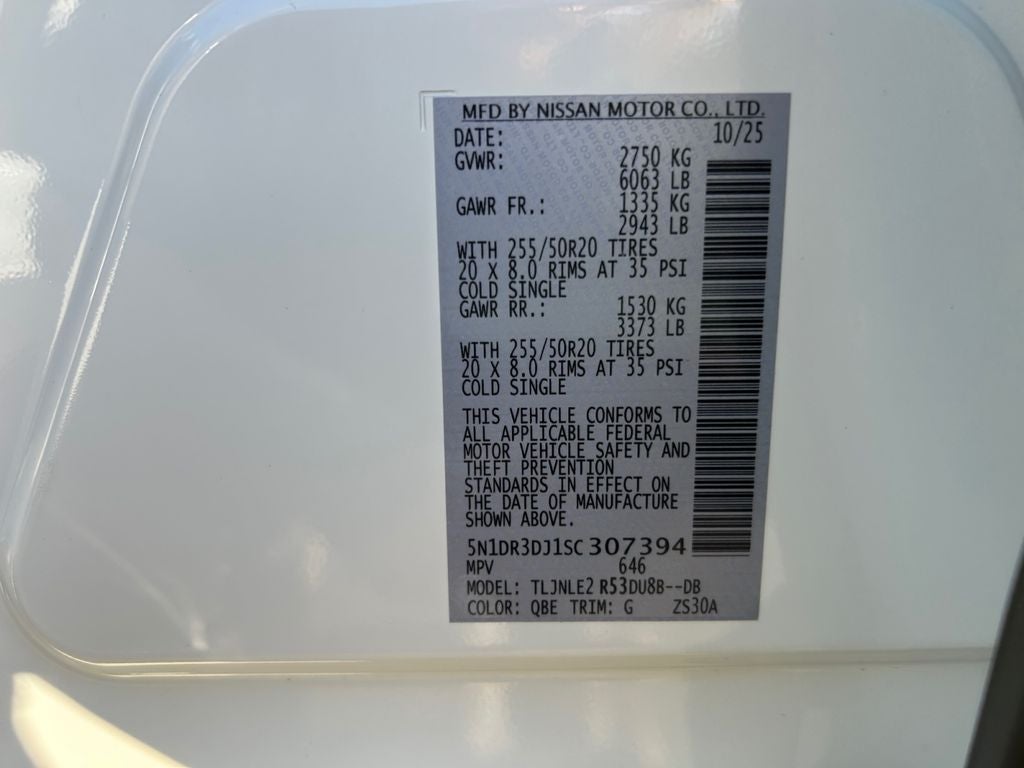 MFD BY NISSAN MOTOR CO., LTD.
DATE: 10/25
GVWR: 2750 KG
6063 LB
GAWR FR.: 1335 KG
2943 LB
WITH 255/50R20 TIRES
20 X 8.0 RIMS AT 35 PSI
COLD SINGLE
GAWR RR.: 1530 KG
3373 LB
WITH 255/50R20 TIRES
20 X 8.0 RIMS AT 35 PSI
COLD SINGLE
THIS VEHICLE CONFORMS TO
ALL APPLICABLE FEDERAL
MOTOR VEHICLE SAFETY AND
THEFT PREVENTION
STANDARDS IN EFFECT ON
THE DATE OF MANUFACTURE
SHOWN ABOVE.
5N1DR3DJ1SC307394
MPV 646
MODEL: TLJNLE2 R53DU8B--DB
COLOR: QBE TRIM: G ZS30A